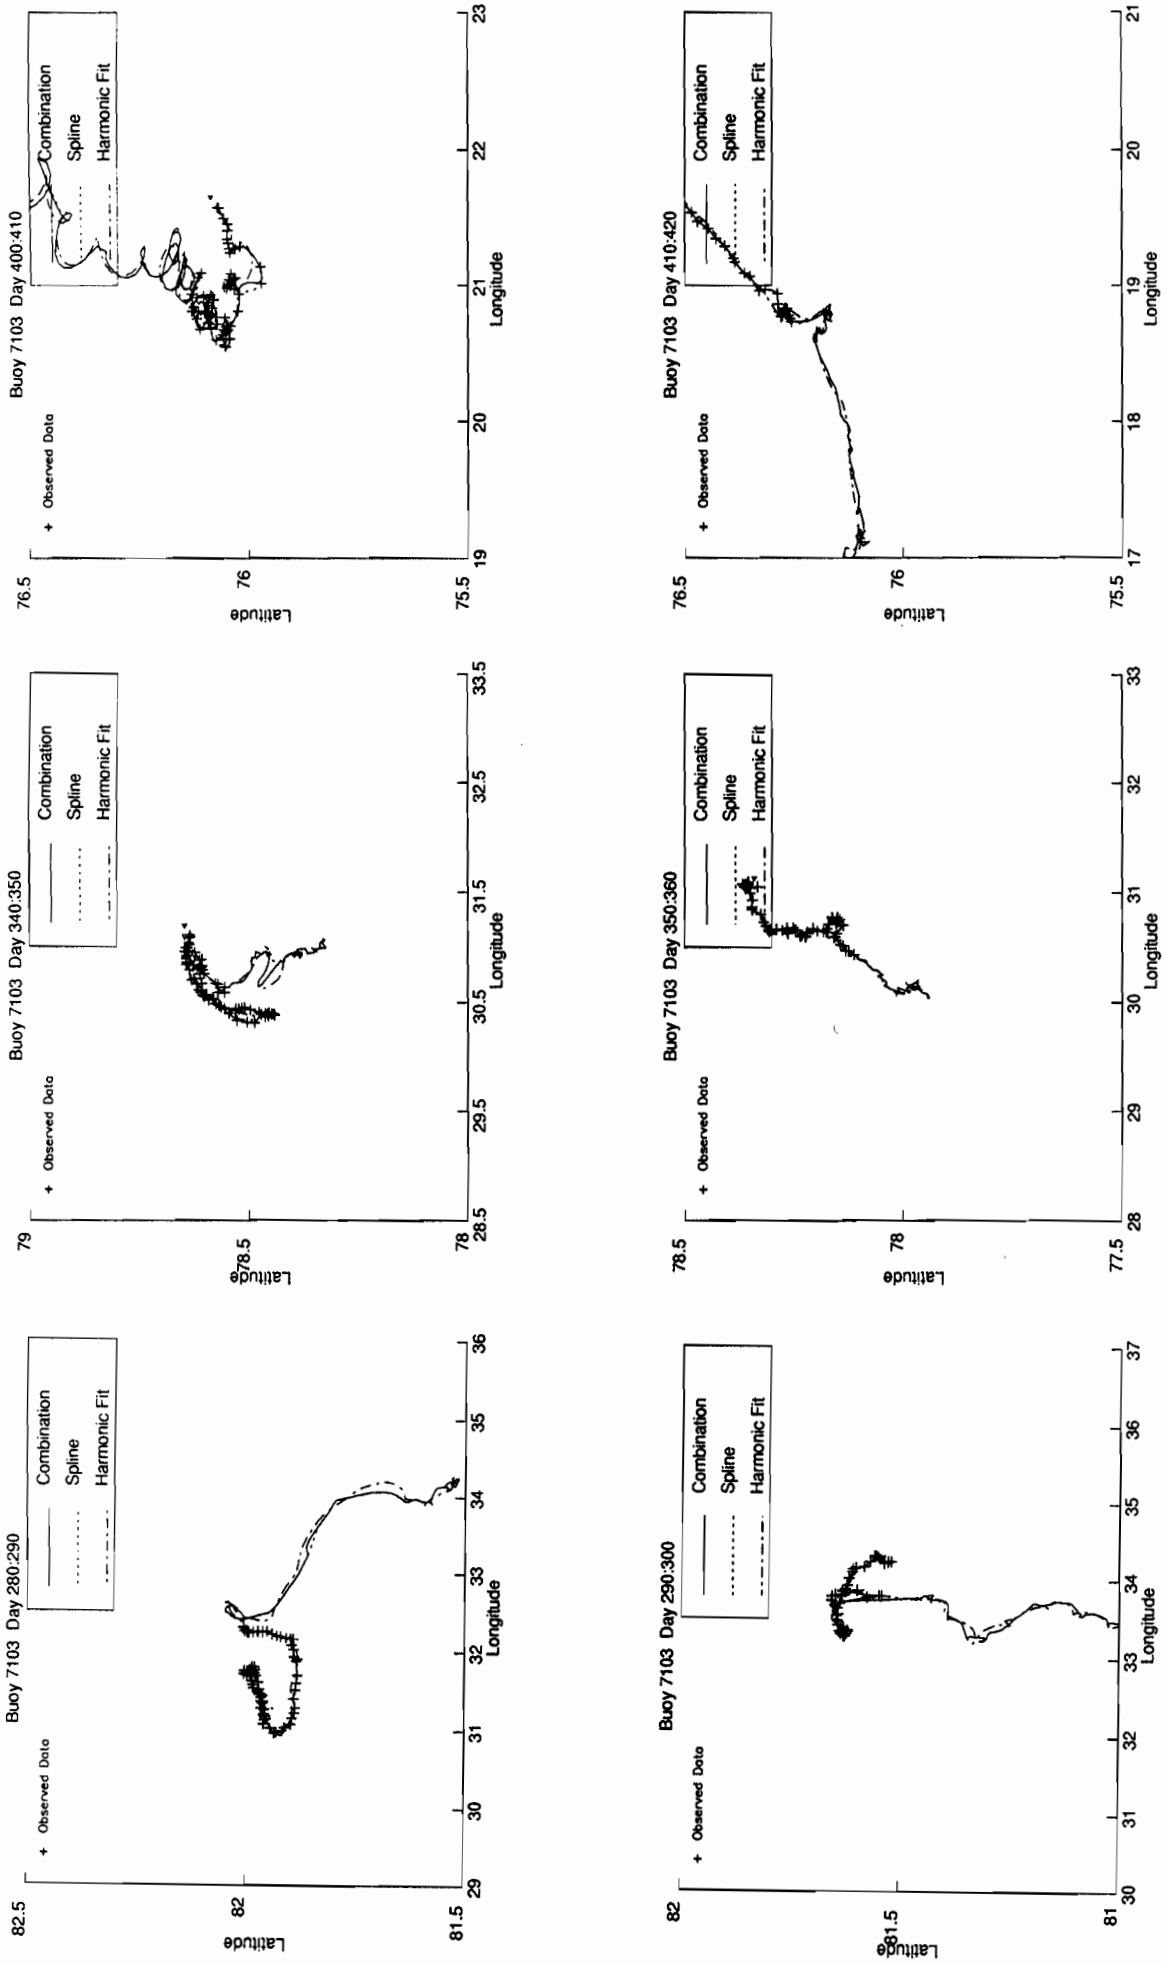 Buoy 7103 Day 280:290
82.5
82
81.5
Latitude
+ Observed Data
Combination
Spline
Harmonic Fit
29
30
31
32
33
34
35
36
Longitude
Buoy 7103 Day 340:350
79
78.5
78
Latitude
+ Observed Data
Combination
Spline
Harmonic Fit
28.5
29.5
30.5
31.5
32.5
33.5
Longitude
Buoy 7103 Day 400:410
76.5
76
75.5
Latitude
+ Observed Data
Combination
Spline
Harmonic Fit
19
20
21
22
23
Longitude
Buoy 7103 Day 290:300
82
81.5
81
Latitude
+ Observed Data
Combination
Spline
Harmonic Fit
30
31
32
33
34
35
36
37
Longitude
Buoy 7103 Day 350:360
78.5
78
77.5
Latitude
+ Observed Data
Combination
Spline
Harmonic Fit
28
29
30
31
32
33
Longitude
Buoy 7103 Day 410:420
76.5
76
75.5
Latitude
+ Observed Data
Combination
Spline
Harmonic Fit
17
18
19
20
21
Longitude